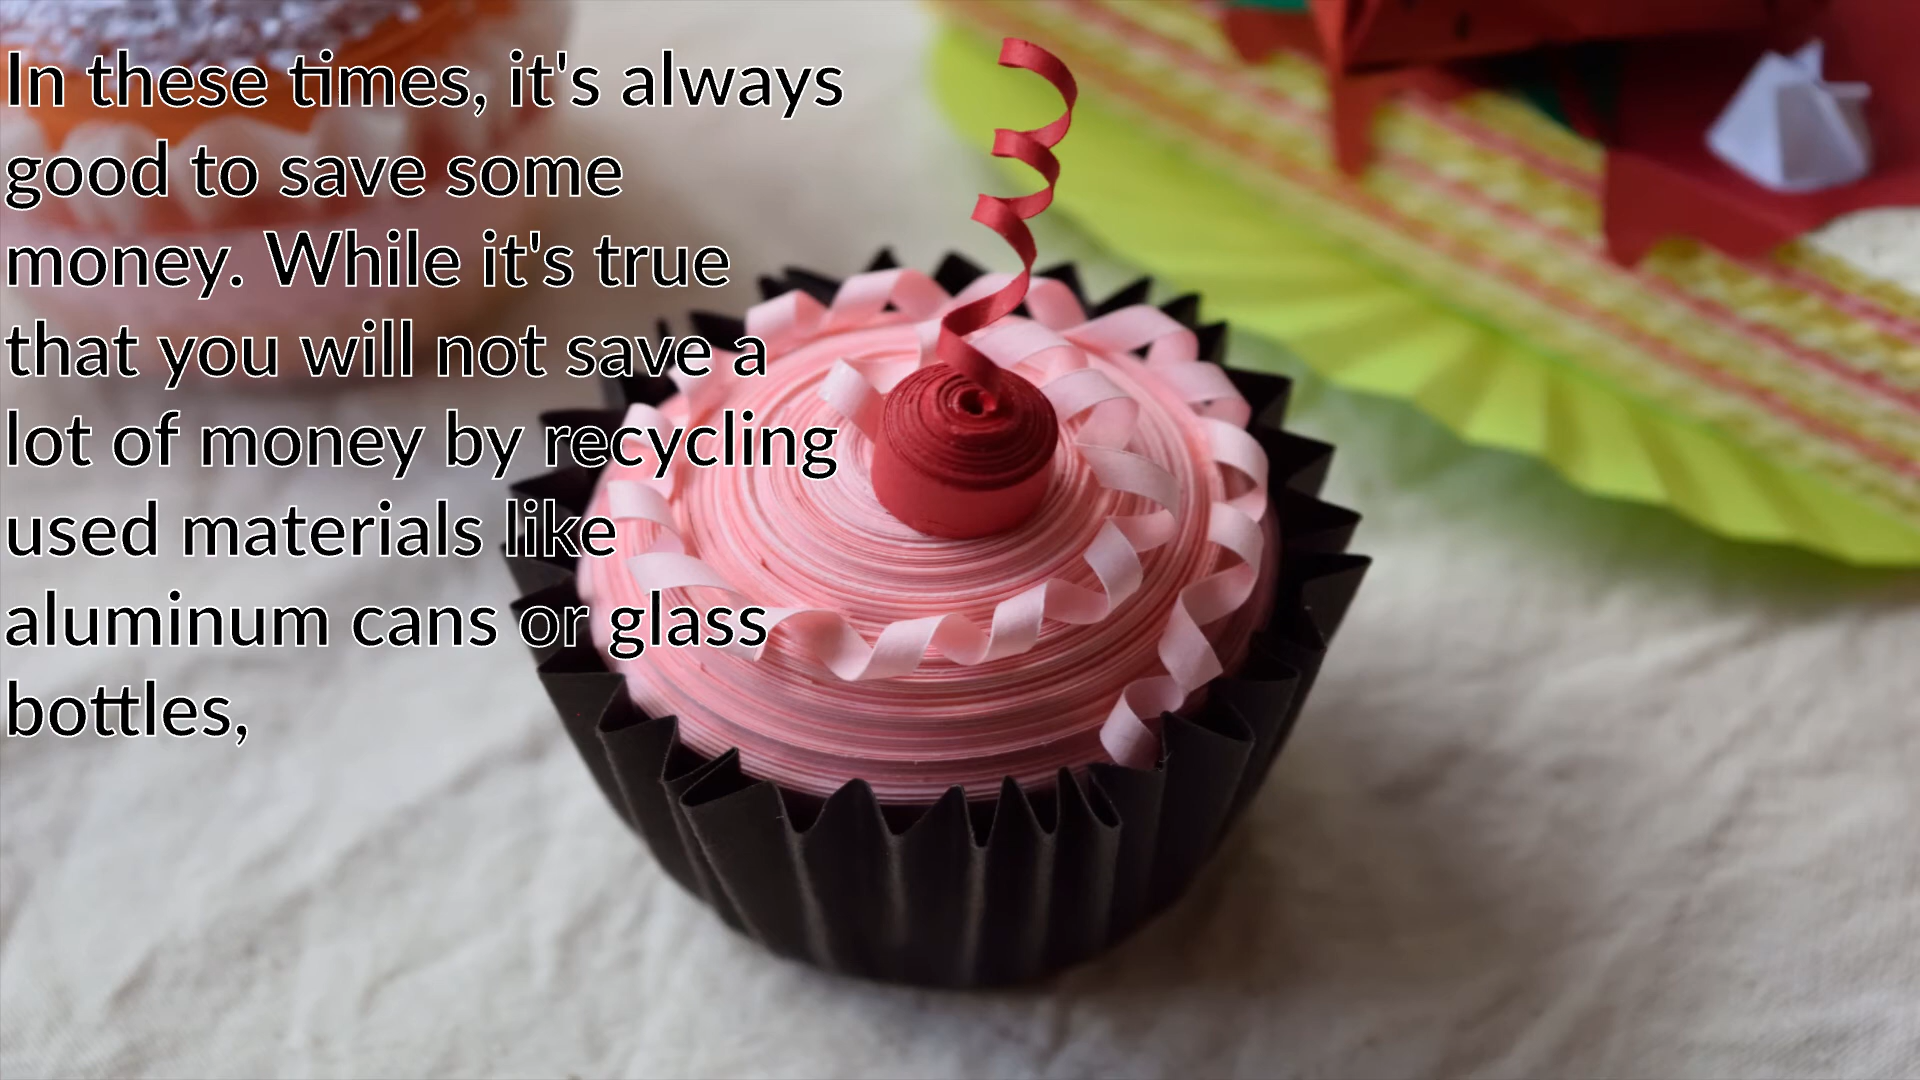 In these times, it's always
good to save some
money. While it's true
that you will not save a
lot of money by recycling
used materials like
aluminum cans or glass
bottles,